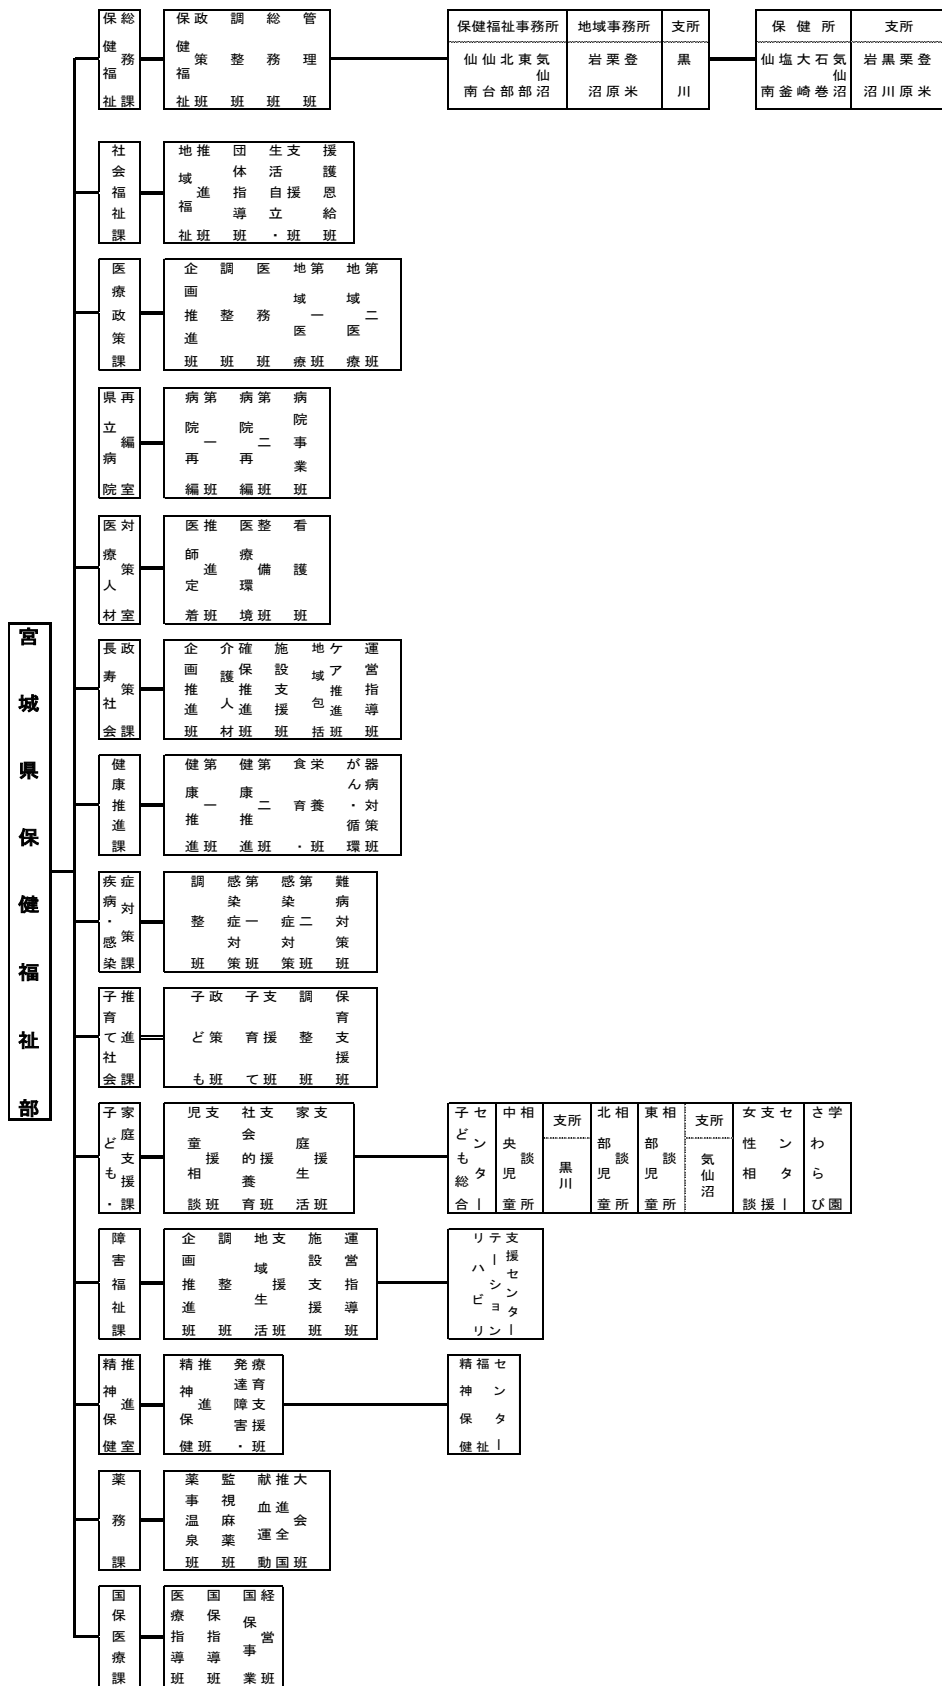 宮城県保健福祉部
保健福祉総務課
保健福祉政策班
調整班
総務班
管理班
保健福祉事務所
仙南
仙台
北部
東部
気仙沼
地域事務所
岩沼
栗原
登米
支所
黒川
保健所
仙南
塩釜
大崎
石巻
気仙沼
支所
岩沼
黒川
栗原
登米
社会福祉課
地域福祉推進班
団体指導班
生活自立・支援班
援護恩給班
医療政策課
企画推進班
調整班
医務班
地域医療第一班
地域医療第二班
県立病院再編室
病院再編第一班
病院再編第二班
病院事業班
医療人材対策室
医師定着推進班
医療環境整備班
看護班
長寿社会政策課
企画推進班
介護人材確保推進班
施設支援班
地域包括ケア推進班
運営指導班
健康推進課
健康推進第一班
健康推進第二班
食育・栄養班
がん・循環器病対策班
疾病・感染症対策課
調整班
感染症対策第一班
感染症対策第二班
難病対策班
子育て社会推進課
子ども政策班
子育て支援班
調整班
保育支援班
子ども・家庭支援課
児童相談支援班
社会的養育支援班
家庭生活支援班
子ども総合センター
中央児童相談所
支所
黒川
北部児童相談所
東部児童相談所
支所
気仙沼
女性相談支援センター
さわらび学園
障害福祉課
企画推進班
調整班
地域生活支援班
施設支援班
運営指導班
リハビリテーション支援センター
精神保健推進室
精神保健推進班
発達障害・療育支援班
精神保健福祉センター
薬務課
薬事温泉班
監視麻薬班
献血運動推進全国大会班
国保医療課
医療指導班
国保指導班
国保事業経営班